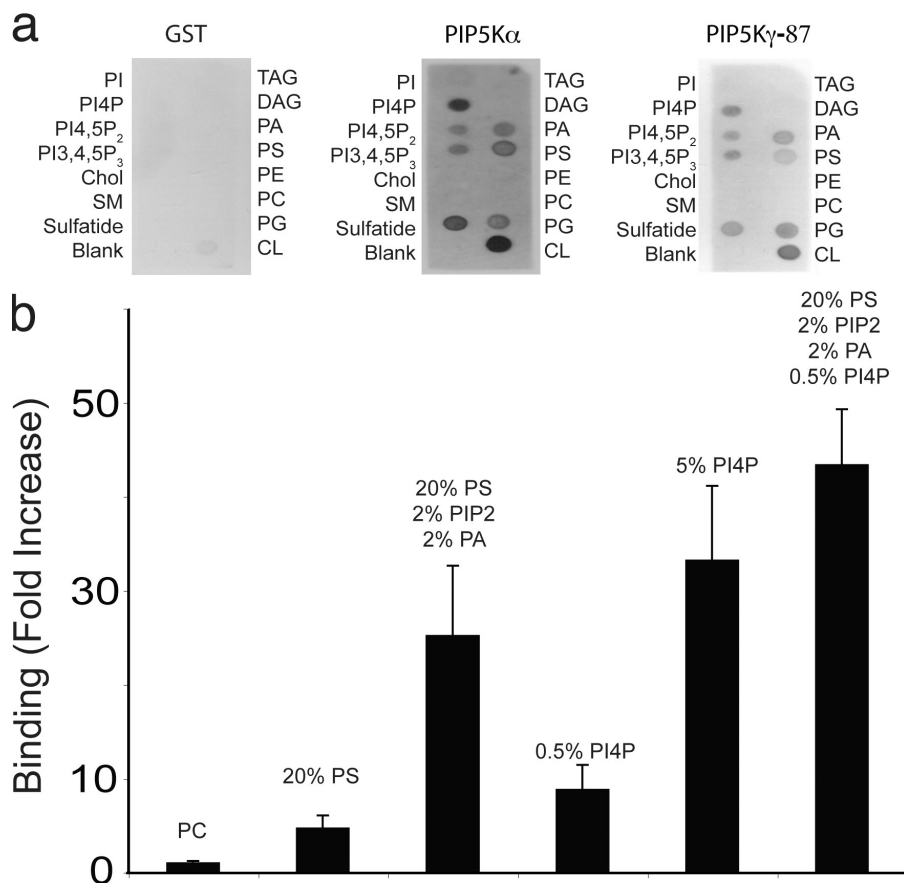 a
GST
PI
PI4P
PI4,5P2
PI3,4,5P3
Chol
SM
Sulfatide
Blank
TAG
DAG
PA
PS
PE
PC
PG
CL
PIP5Kα
PI
PI4P
PI4,5P2
PI3,4,5P3
Chol
SM
Sulfatide
Blank
TAG
DAG
PA
PS
PE
PC
PG
CL
PIP5Kγ-87
PI
PI4P
PI4,5P2
PI3,4,5P3
Chol
SM
Sulfatide
Blank
TAG
DAG
PA
PS
PE
PC
PG
CL
b
Binding (Fold Increase)
50
30
10
0
PC
20% PS
20% PS
2% PIP2
2% PA
0.5% PI4P
5% PI4P
20% PS
2% PIP2
2% PA
0.5% PI4P